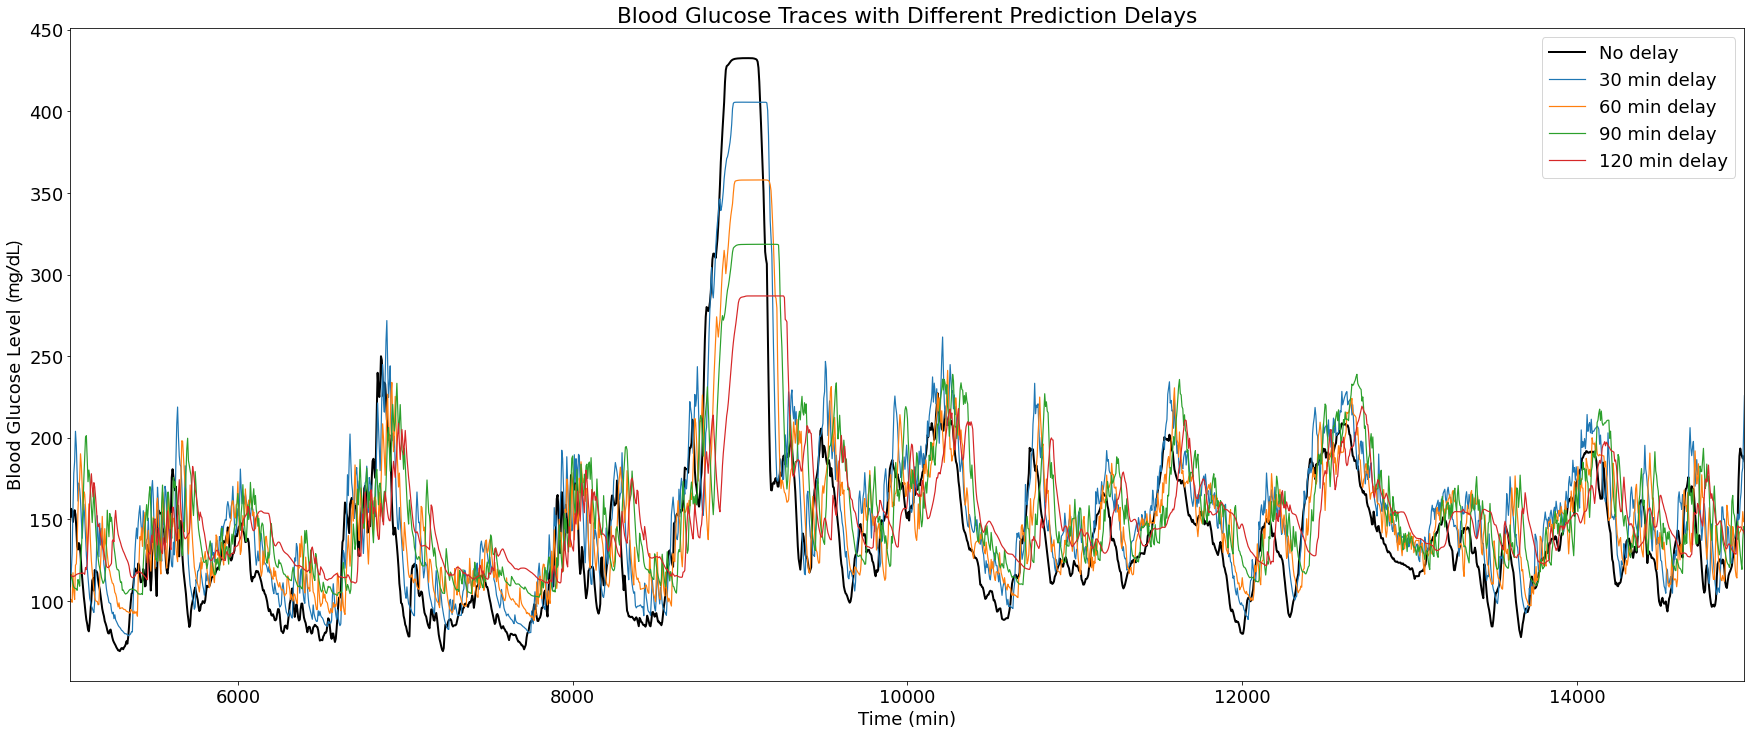 Blood Glucose Traces with Different Prediction Delays
450
400
350
300
250
200
150
100
Blood Glucose Level (mg/dL)
No delay
30 min delay
60 min delay
90 min delay
120 min delay
6000
8000
10000
12000
14000
Time (min)